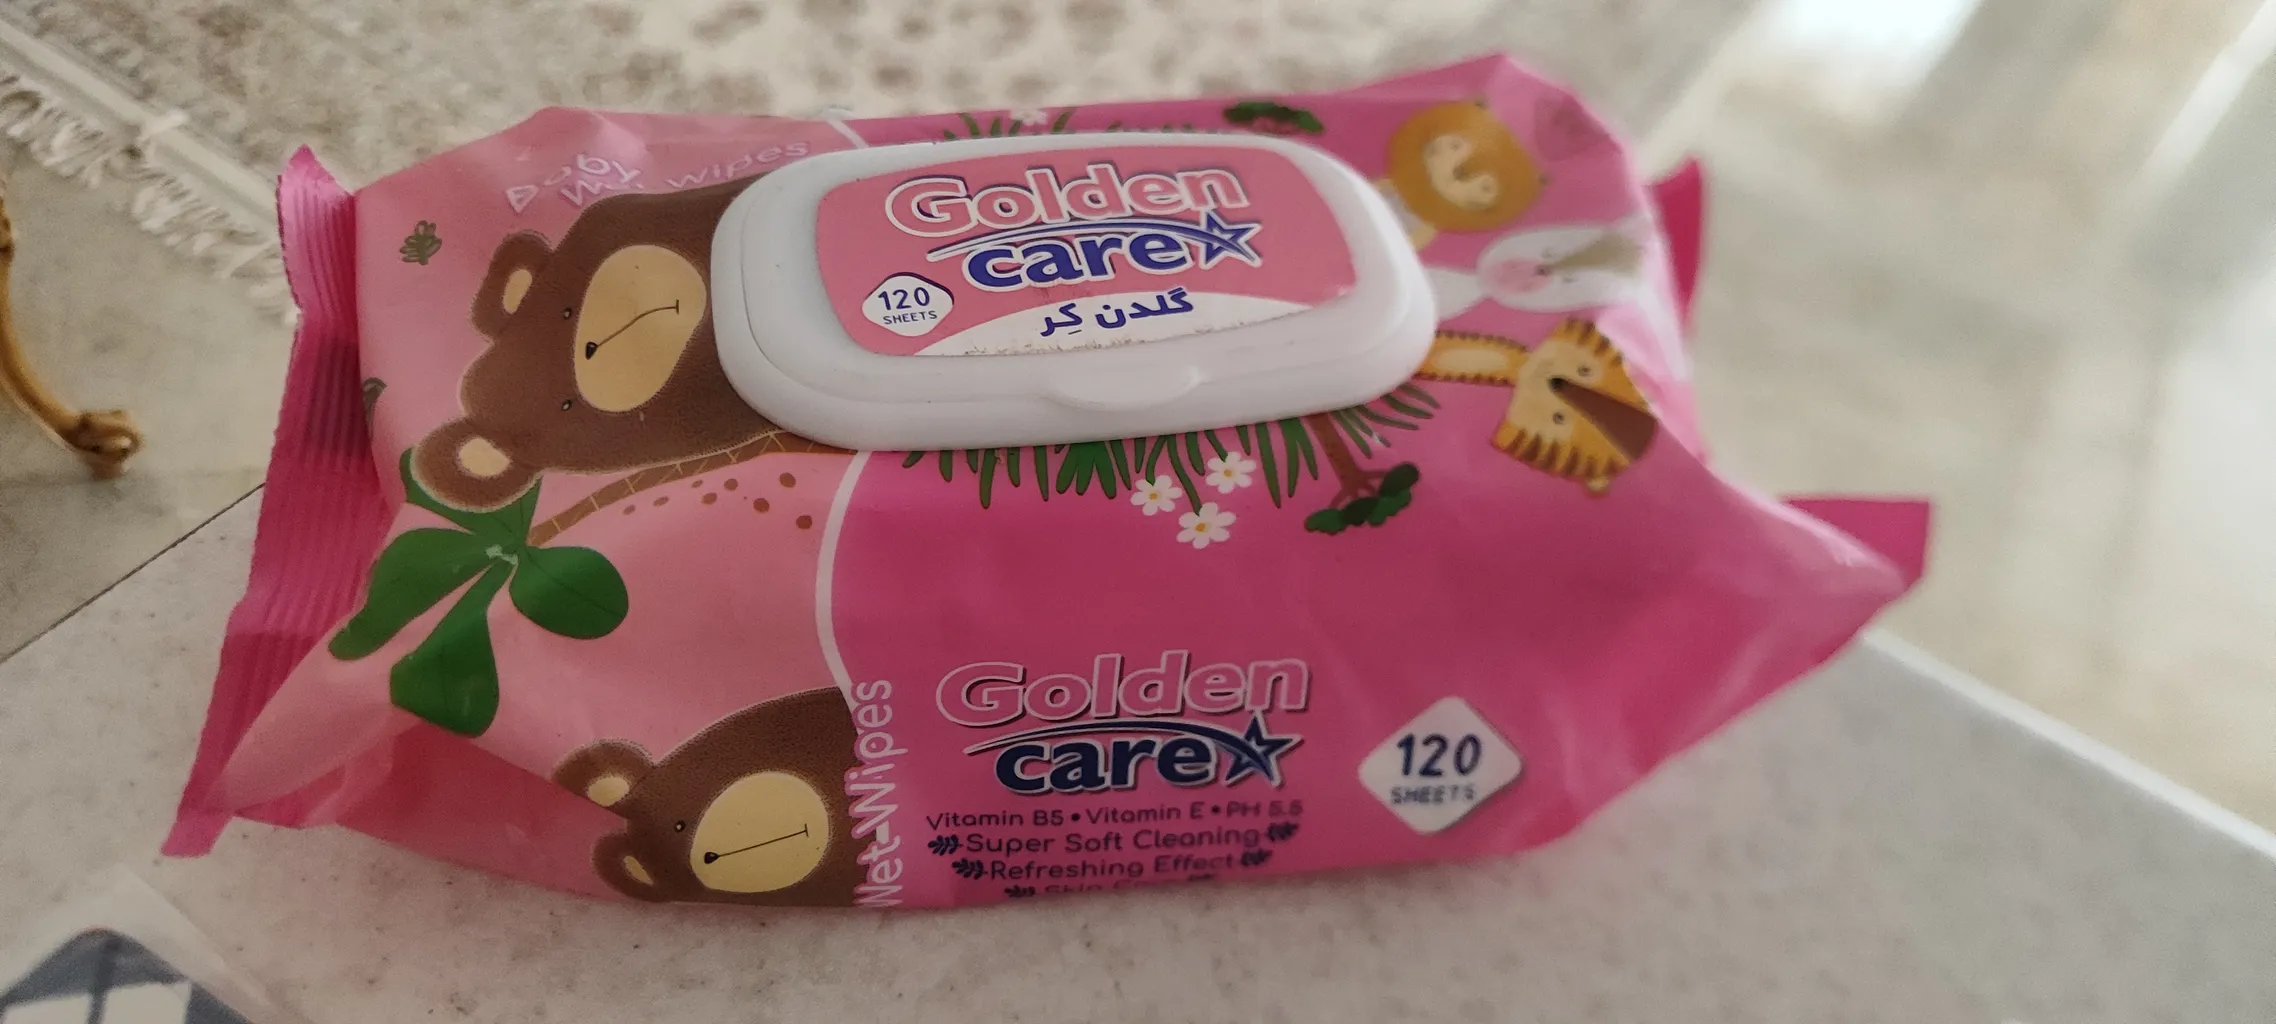 Baby
Wet wipes
Golden
care
120
SHEETS
گلدن کِر
Wet-Wipes
Golden
care
120
SHEETS
Vitamin B5 • Vitamin E • PH 5.5
Super Soft Cleaning
Refreshing Effect
Skin